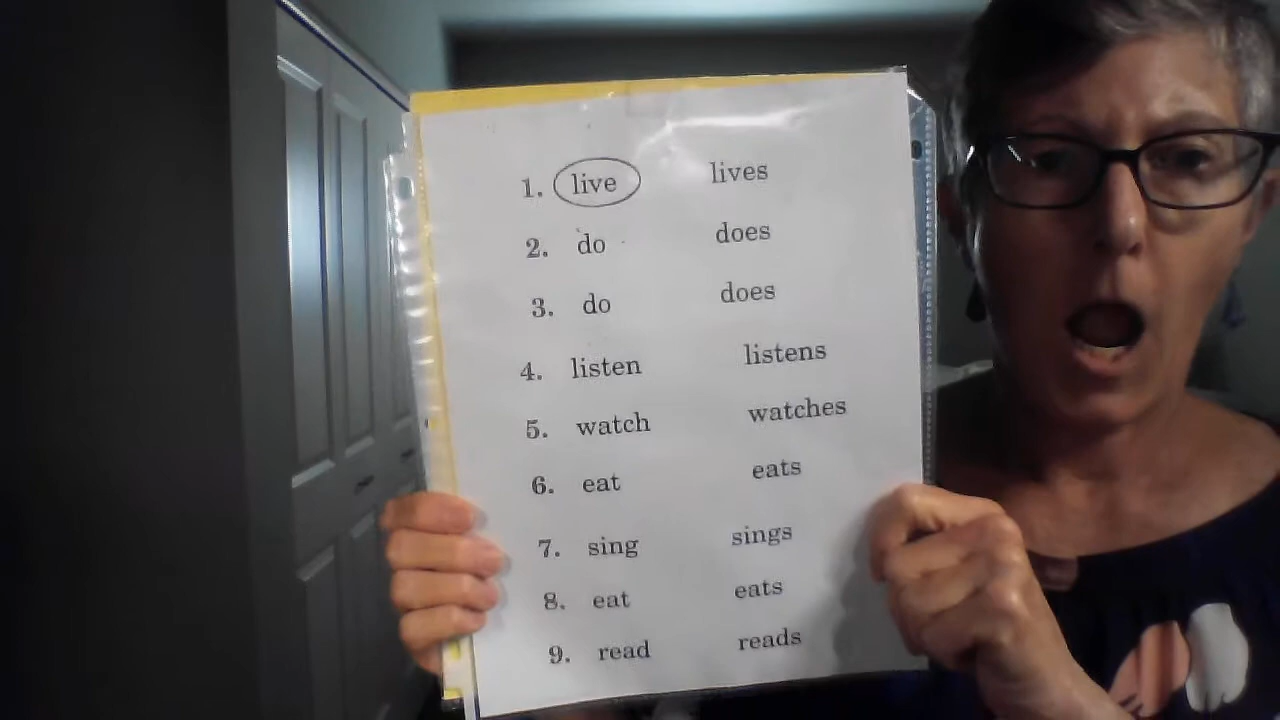 1. live lives
2. do does
3. do does
4. listen listens
5. watch watches
6. eat eats
7. sing sings
8. eat eats
9. read reads